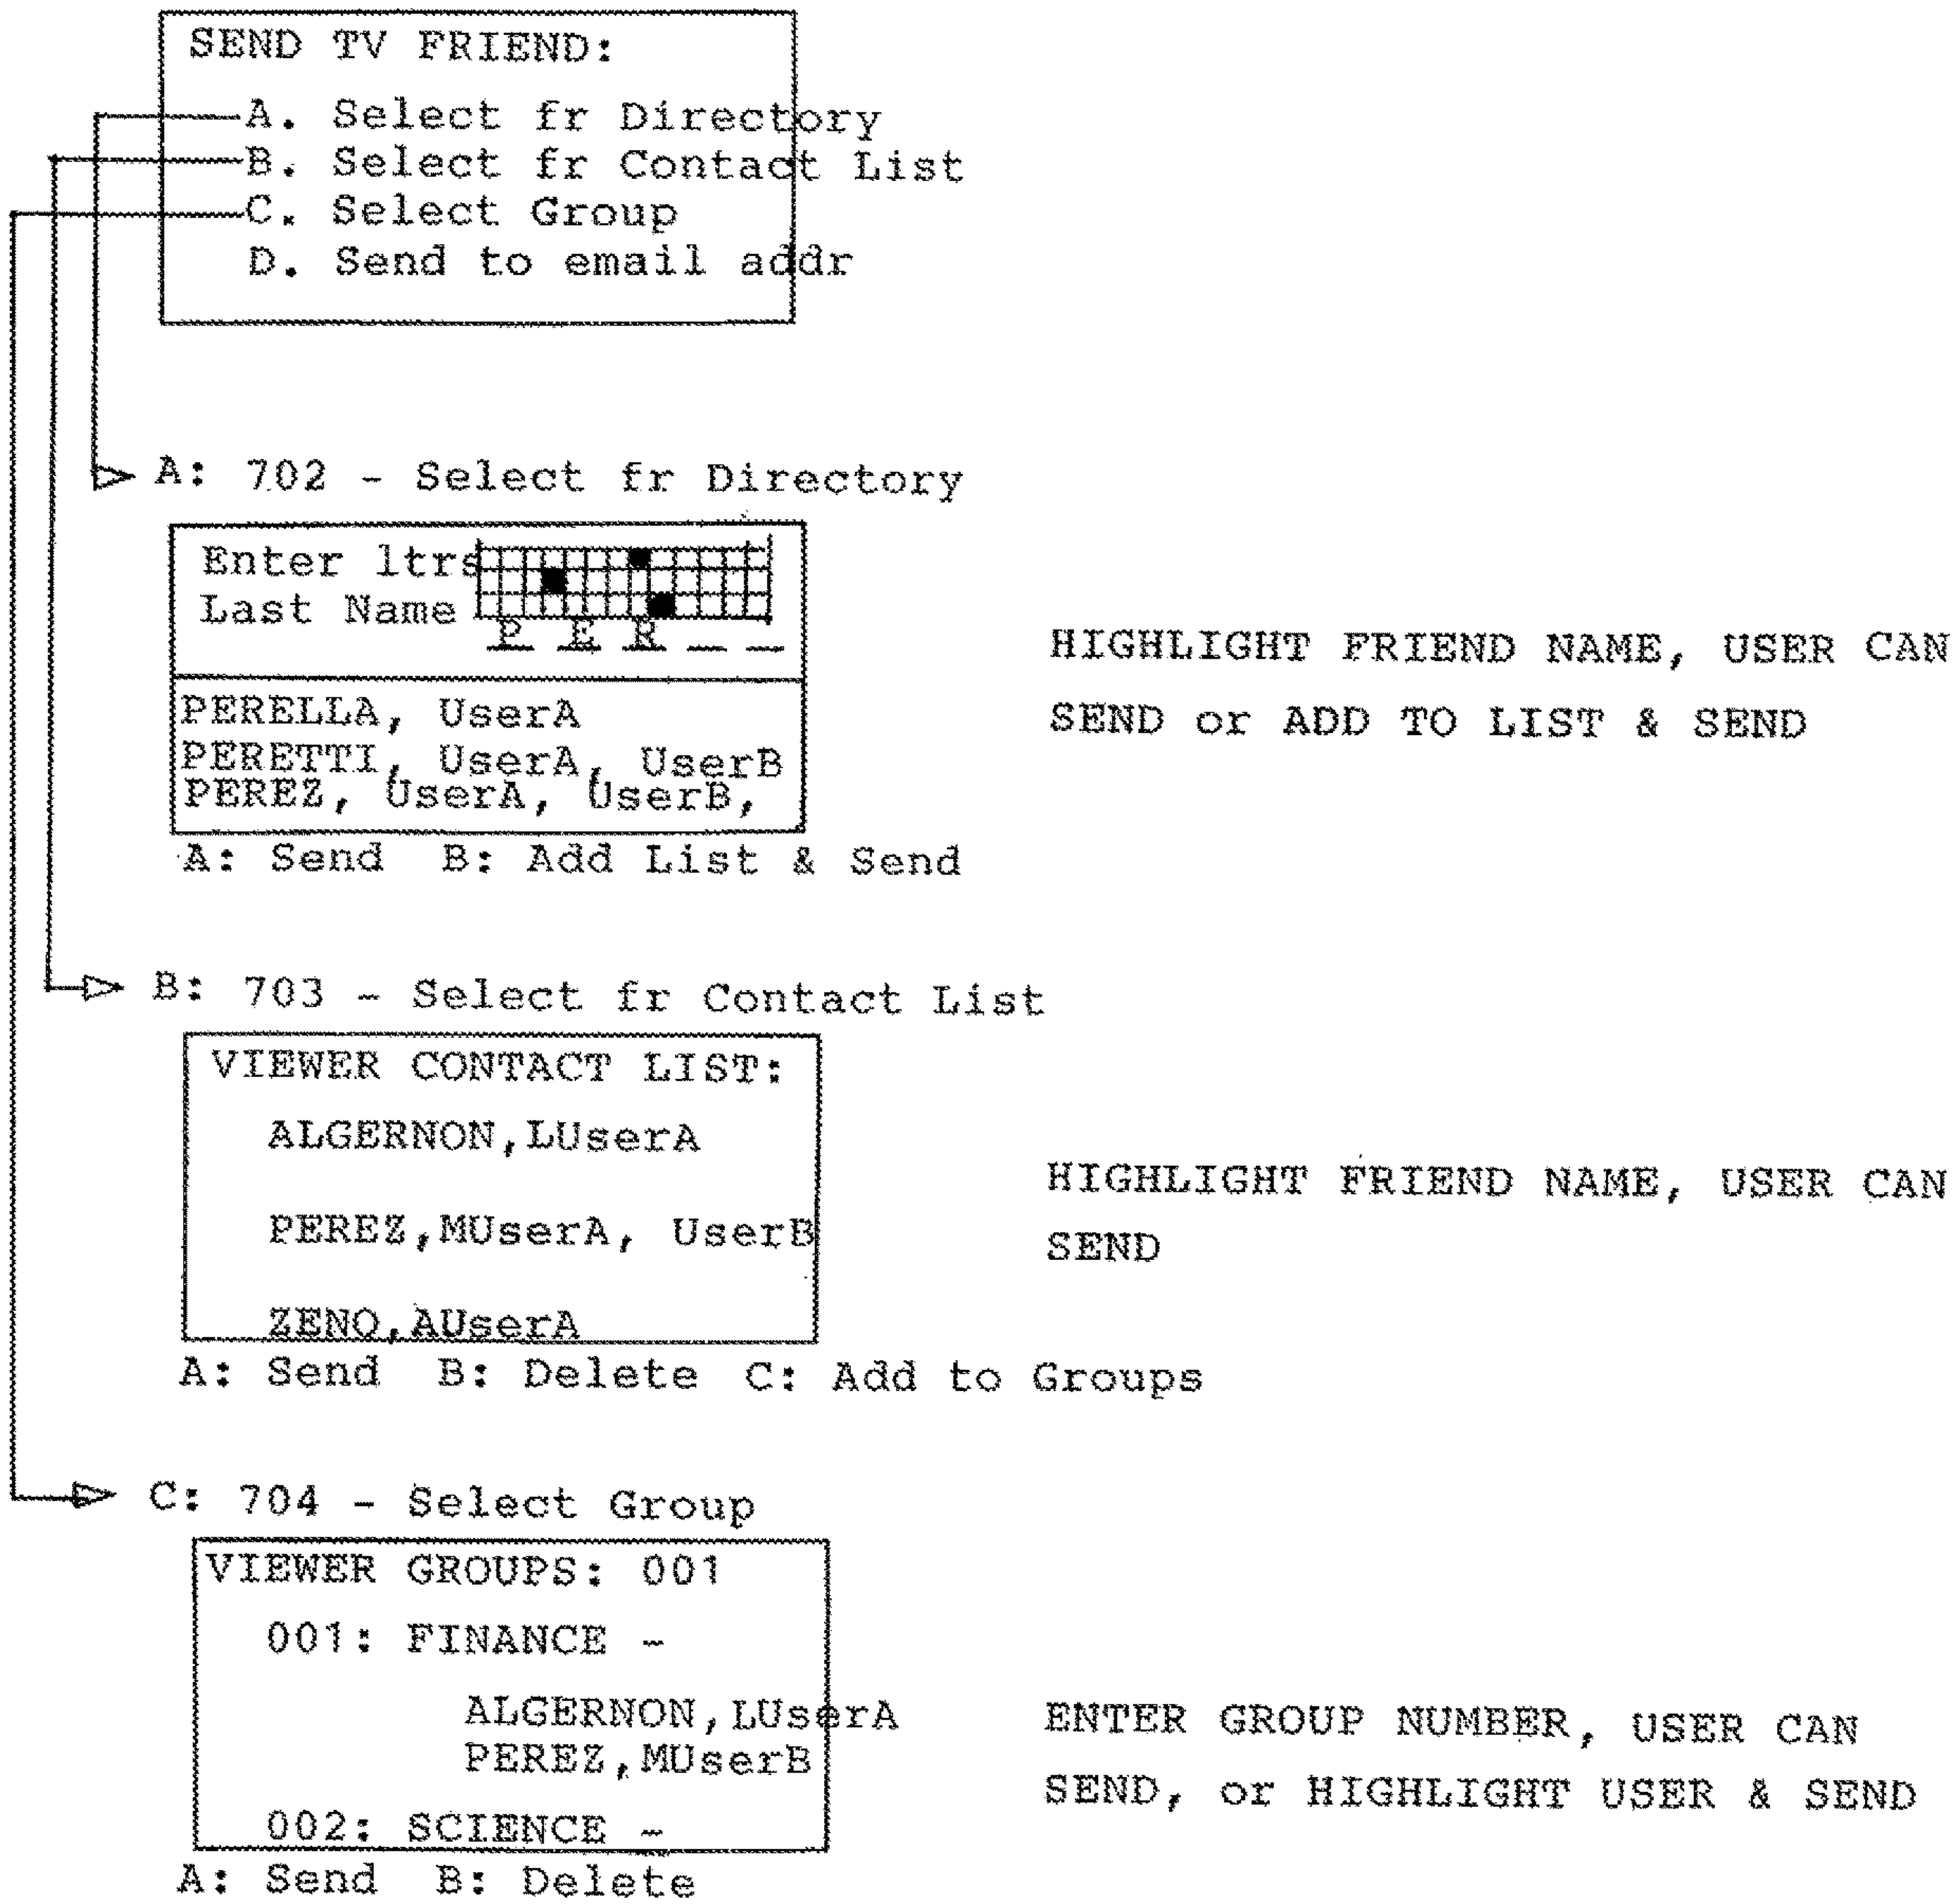 SEND TV FRIEND:
A. Select fr Directory
B. Select fr Contact List
C. Select Group
D. Send to email addr
A: 702 - Select fr Directory
Enter ltrs
Last Name
P E R _ _
PERELLA, UserA
PERETTI, UserA, UserB
PEREZ, UserA, UserB,
A: Send B: Add List & Send
HIGHLIGHT FRIEND NAME, USER CAN
SEND or ADD TO LIST & SEND
B: 703 - Select fr Contact List
VIEWER CONTACT LIST:
ALGERNON,LUserA
PEREZ,MUserA, UserB
ZENO,AUserA
A: Send B: Delete C: Add to Groups
HIGHLIGHT FRIEND NAME, USER CAN
SEND
C: 704 - Select Group
VIEWER GROUPS: 001
001: FINANCE -
ALGERNON,LUserA
PEREZ,MUserB
002: SCIENCE -
A: Send B: Delete
ENTER GROUP NUMBER, USER CAN
SEND, or HIGHLIGHT USER & SEND